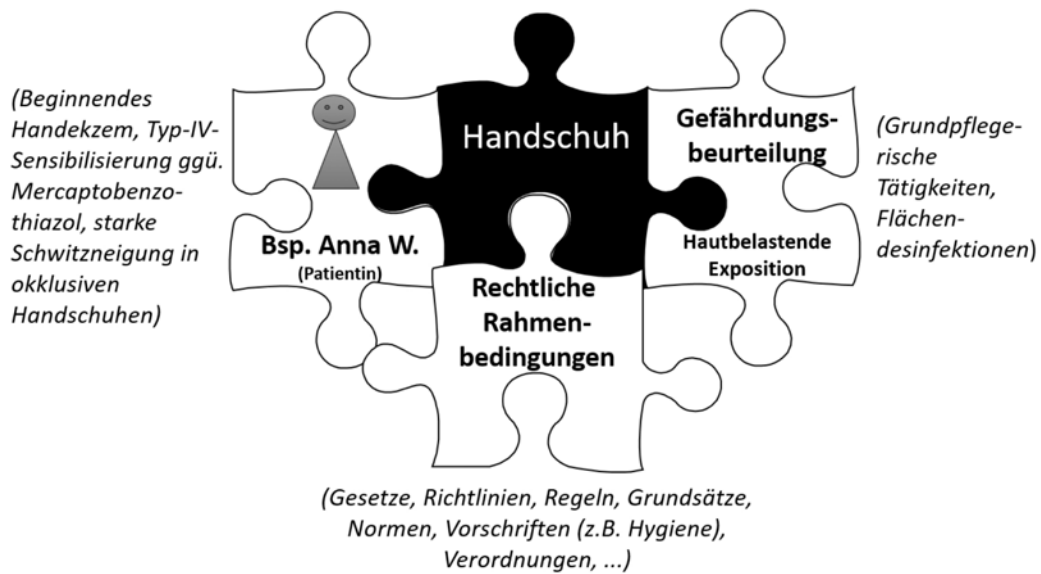 (Beginnendes
Handekzem, Typ-IV-
Sensibilisierung ggü.
Mercaptobenzo-
thiazol, starke
Schwitzneigung in
okklusiven
Handschuhen)
Bsp. Anna W.
(Patientin)
Handschuh
Gefährdungs-
beurteilung
Hautbelastende
Exposition
(Grundpflege-
rische
Tätigkeiten,
Flächen-
desinfektionen)
Rechtliche
Rahmen-
bedingungen
(Gesetze, Richtlinien, Regeln, Grundsätze,
Normen, Vorschriften (z.B. Hygiene),
Verordnungen, ...)